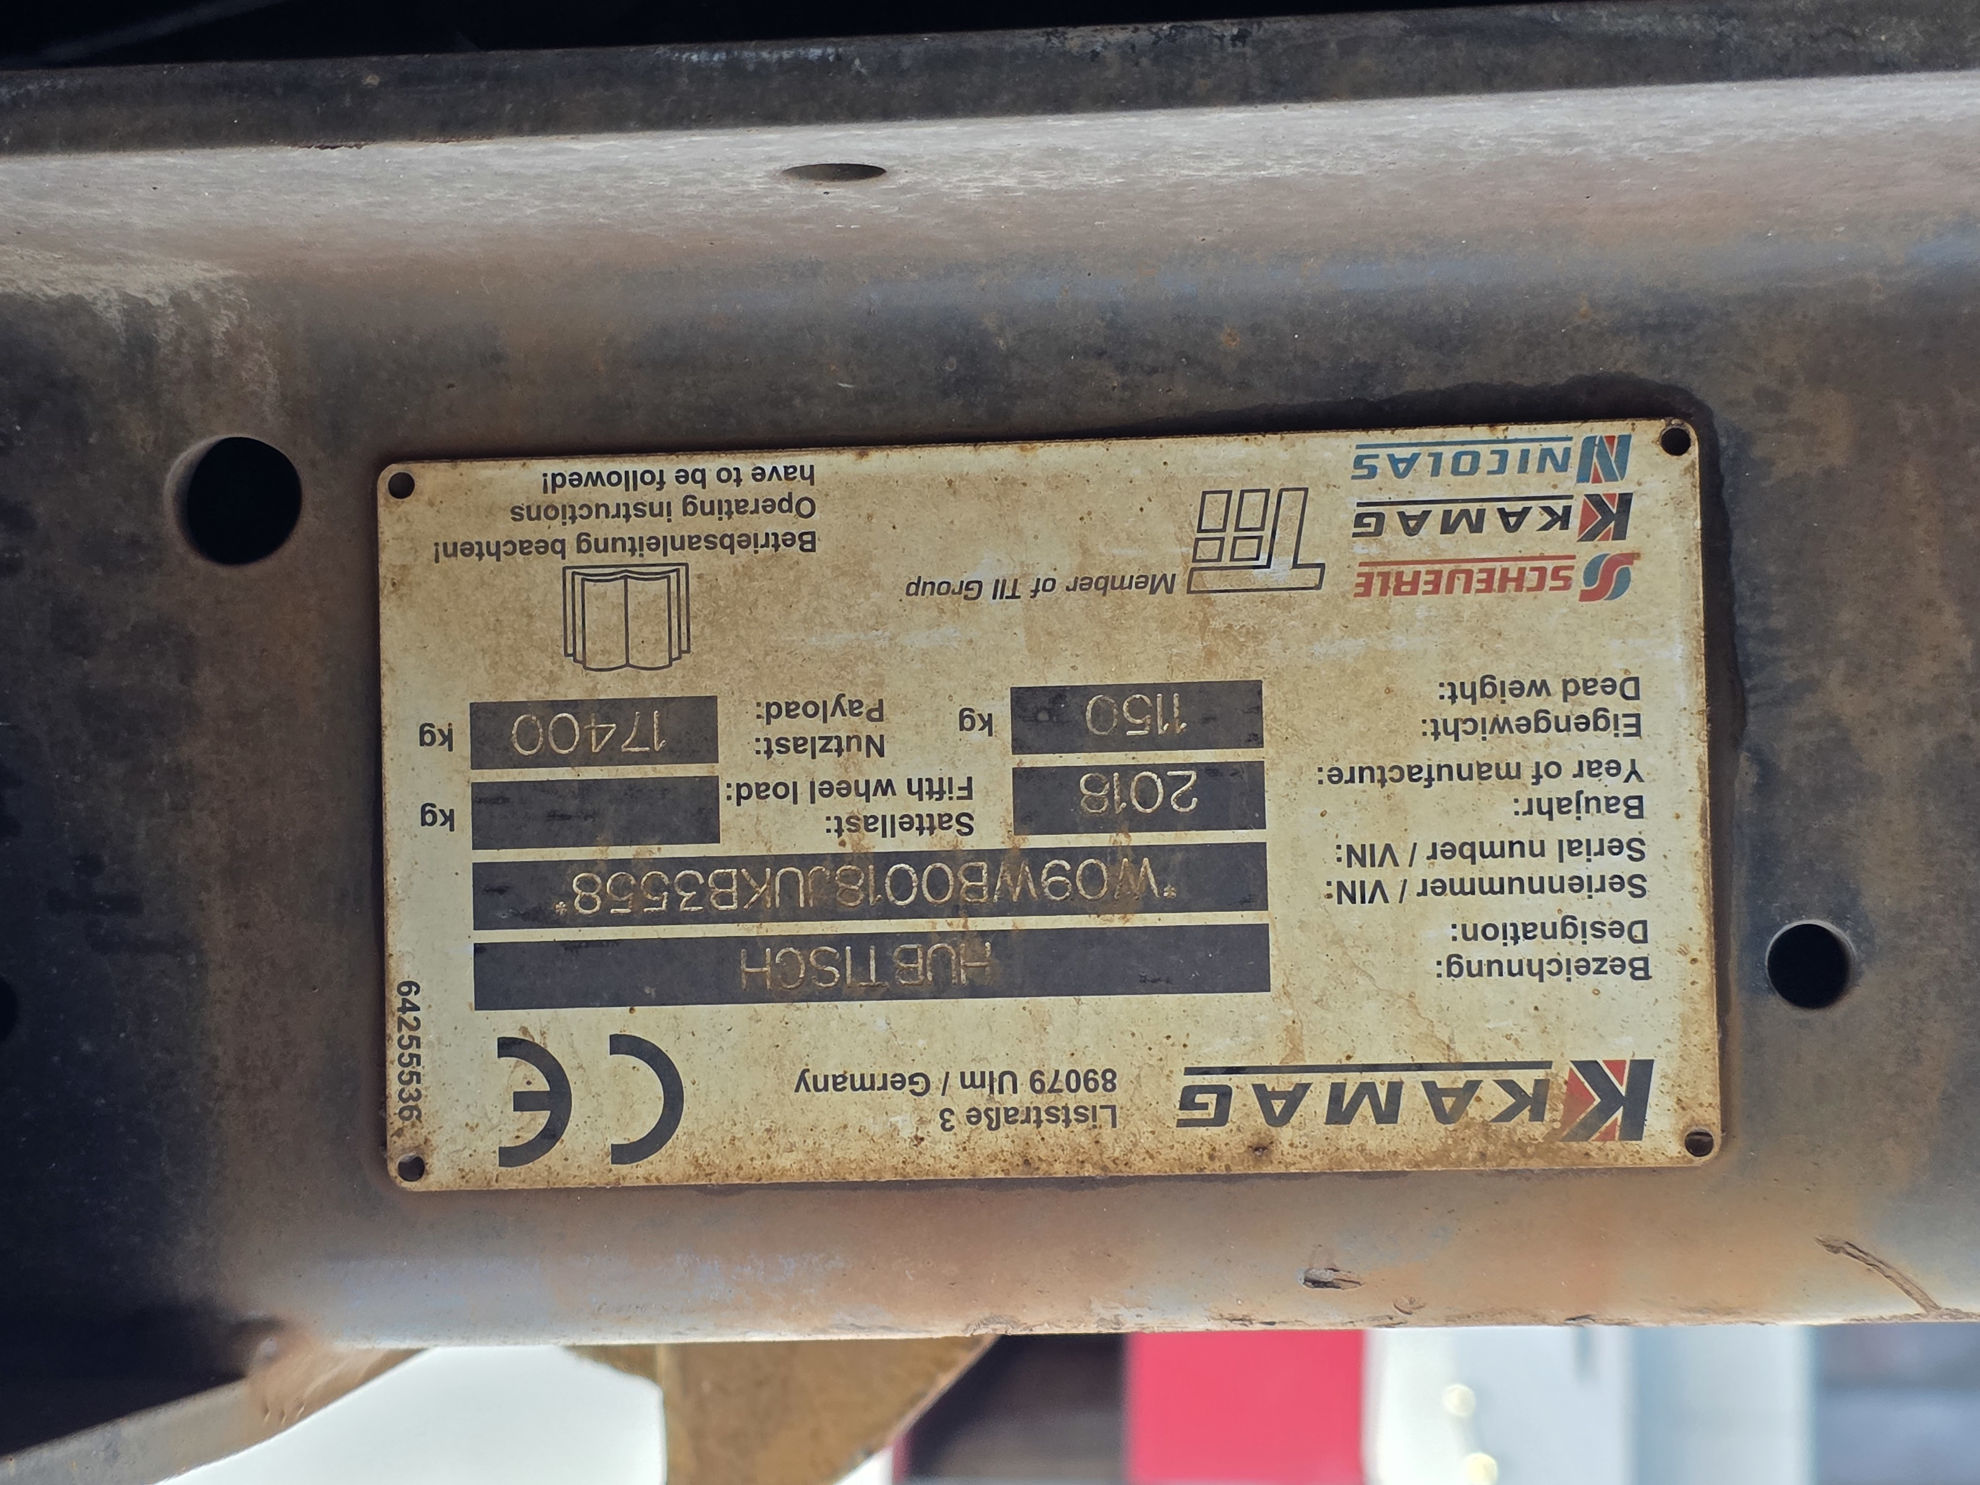 KAMAG
Liststraße 3
89079 Ulm / Germany
CE
64255536
Bezeichnung:
Designation:
HUBTISCH
Seriennummer / VIN:
Serial number / VIN:
*W09WB0018JUKB3558*
Baujahr:
Year of manufacture:
2018
Sattellast:
Fifth wheel load:
kg
Eigengewicht:
Dead weight:
1150 kg
Nutzlast:
Payload:
17400 kg
SCHEUERLE
KAMAG
NICOLAS
TII
Member of TII Group
Betriebsanleitung beachten!
Operating instructions
have to be followed!